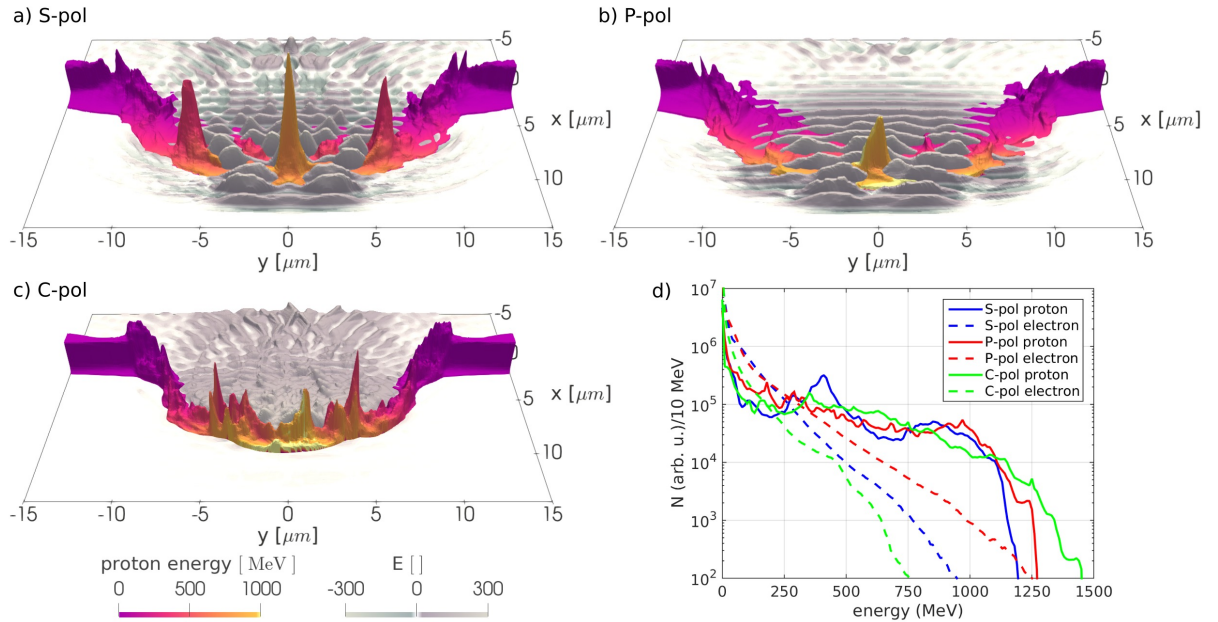 a) S-pol
b) P-pol
-5
0
5
10
x [μm]
-15
-10
-5
0
5
10
15
y [μm]
-5
0
5
10
x [μm]
-15
-10
-5
0
5
10
15
y [μm]
c) C-pol
-5
0
5
10
x [μm]
-15
-10
-5
0
5
10
15
y [μm]
proton energy [ MeV ]
0
500
1000
E [ ]
-300
0
300
d)
10^7
10^6
10^5
10^4
10^3
10^2
N (arb. u.)/10 MeV
S-pol proton
S-pol electron
P-pol proton
P-pol electron
C-pol proton
C-pol electron
0
250
500
750
1000
1250
1500
energy (MeV)